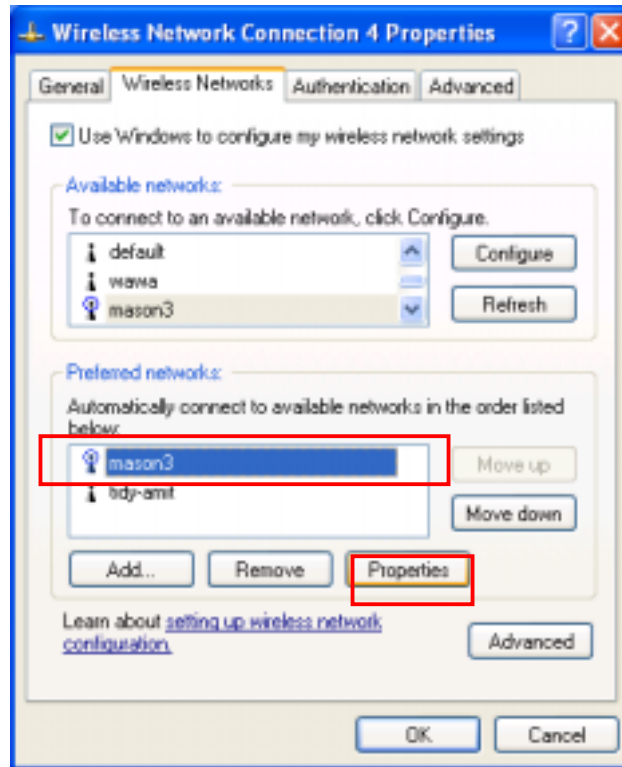 Wireless Network Connection 4 Properties
General Wireless Networks Authentication Advanced
Use Windows to configure my wireless network settings
Available networks:
To connect to an available network, click Configure.
default
wawa
mason3
Configure
Refresh
Preferred networks:
Automatically connect to available networks in the order listed
below:
mason3
tidy-amit
Move up
Move down
Add... Remove Properties
Learn about setting up wireless network
configuration.
Advanced
OK Cancel